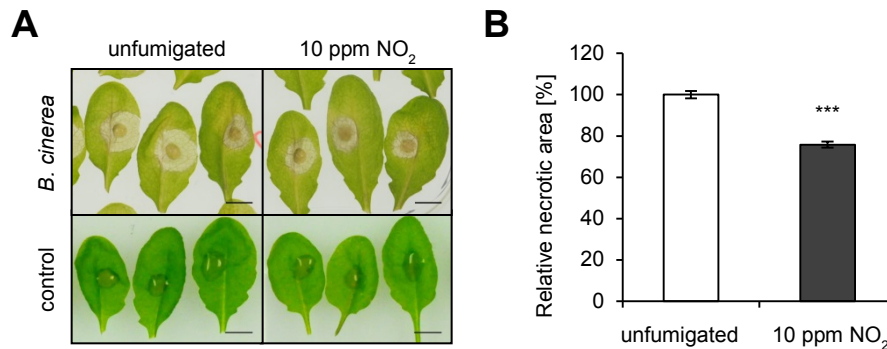 A
unfumigated 10 ppm NO₂
B. cinerea
control
B
Relative necrotic area [%]
120
100
80
60
40
20
0
***
unfumigated 10 ppm NO₂